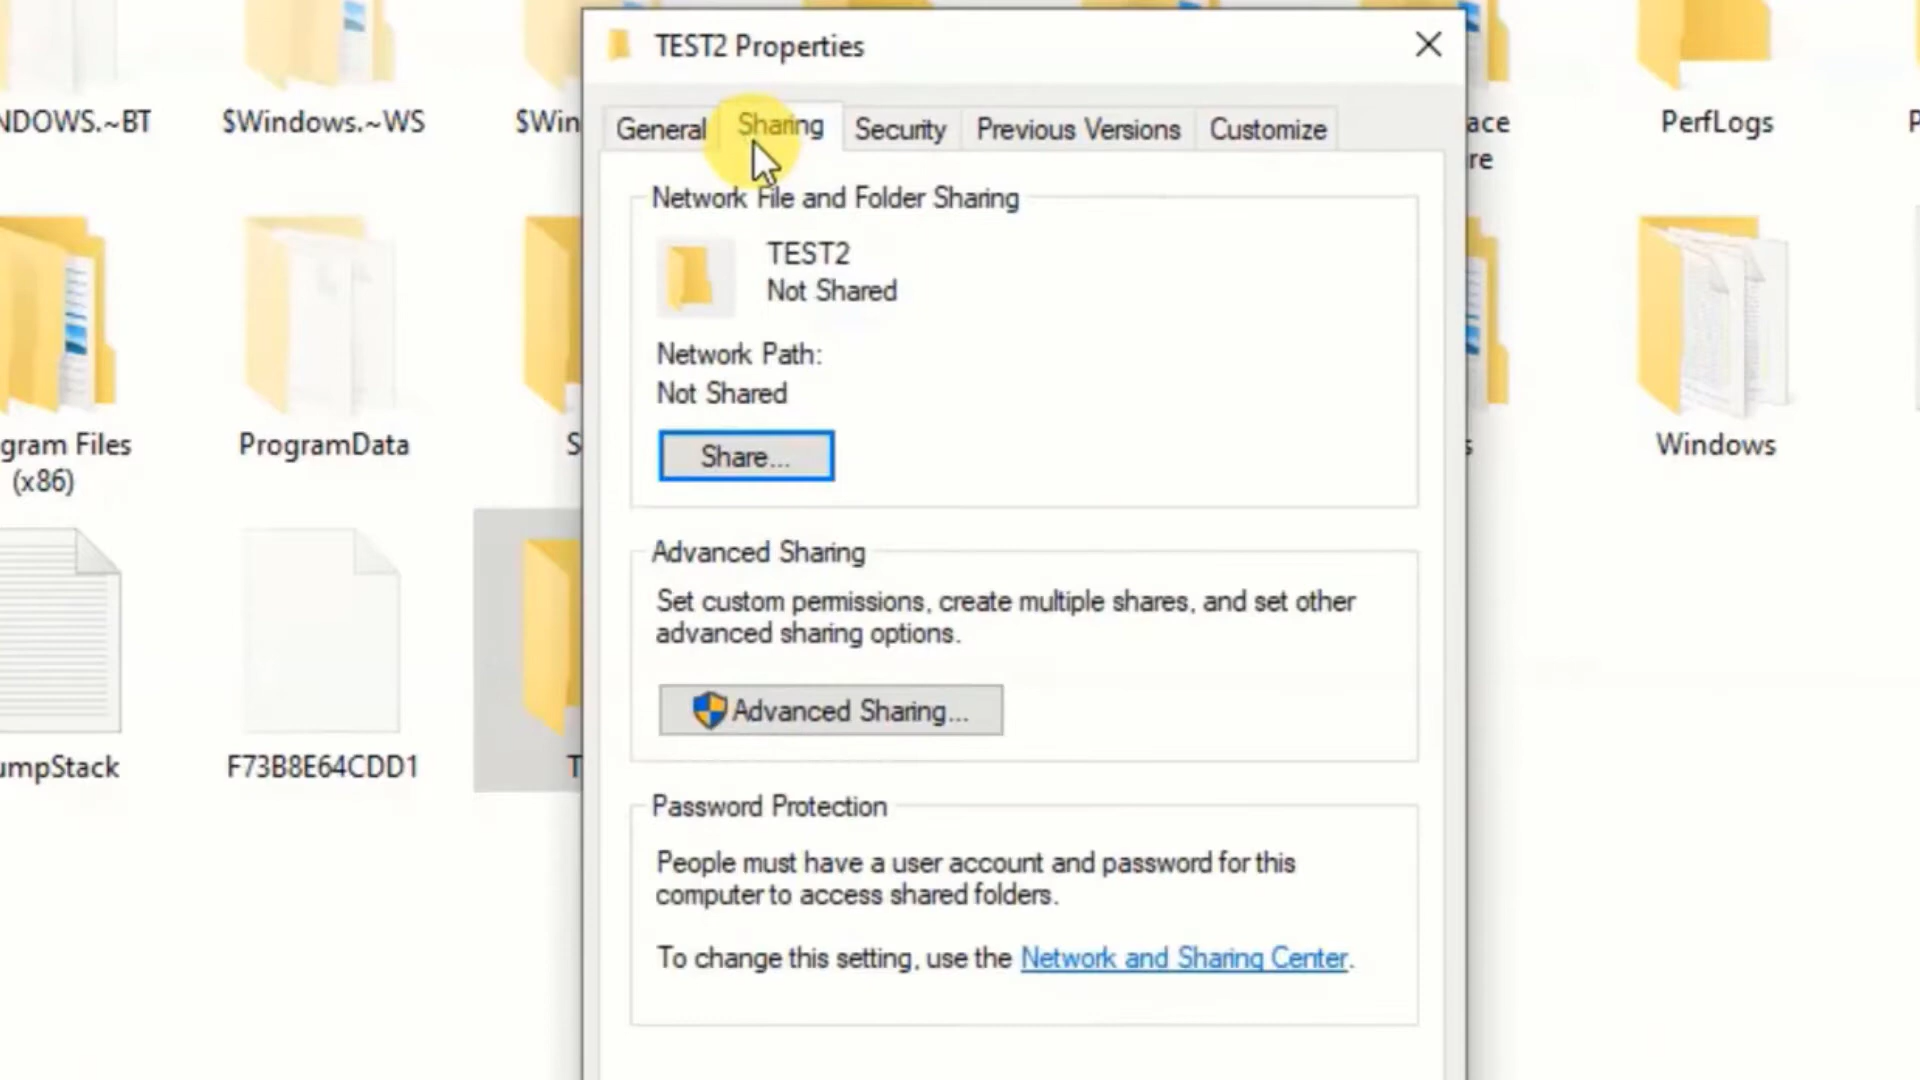 TEST2 Properties
General
Sharing
Security
Previous Versions
Customize
Network File and Folder Sharing
TEST2
Not Shared
Network Path:
Not Shared
Share...
Advanced Sharing
Set custom permissions, create multiple shares, and set other
advanced sharing options.
Advanced Sharing...
Password Protection
People must have a user account and password for this
computer to access shared folders.
To change this setting, use the Network and Sharing Center.
NDOWS.~BT
$Windows.~WS
$Win
ace
re
PerfLogs
gram Files
(x86)
ProgramData
S
s
Windows
umpStack
F73B8E64CDD1
T